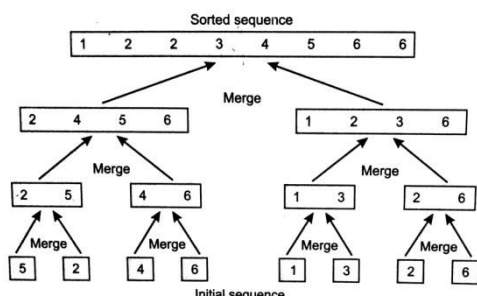 Sorted sequence
1 2 2 3 4 5 6 6
Merge
2 4 5 6 1 2 3 6
Merge Merge
2 5 4 6 1 3 2 6
Merge Merge Merge Merge
5 2 4 6 1 3 2 6
Initial sequence